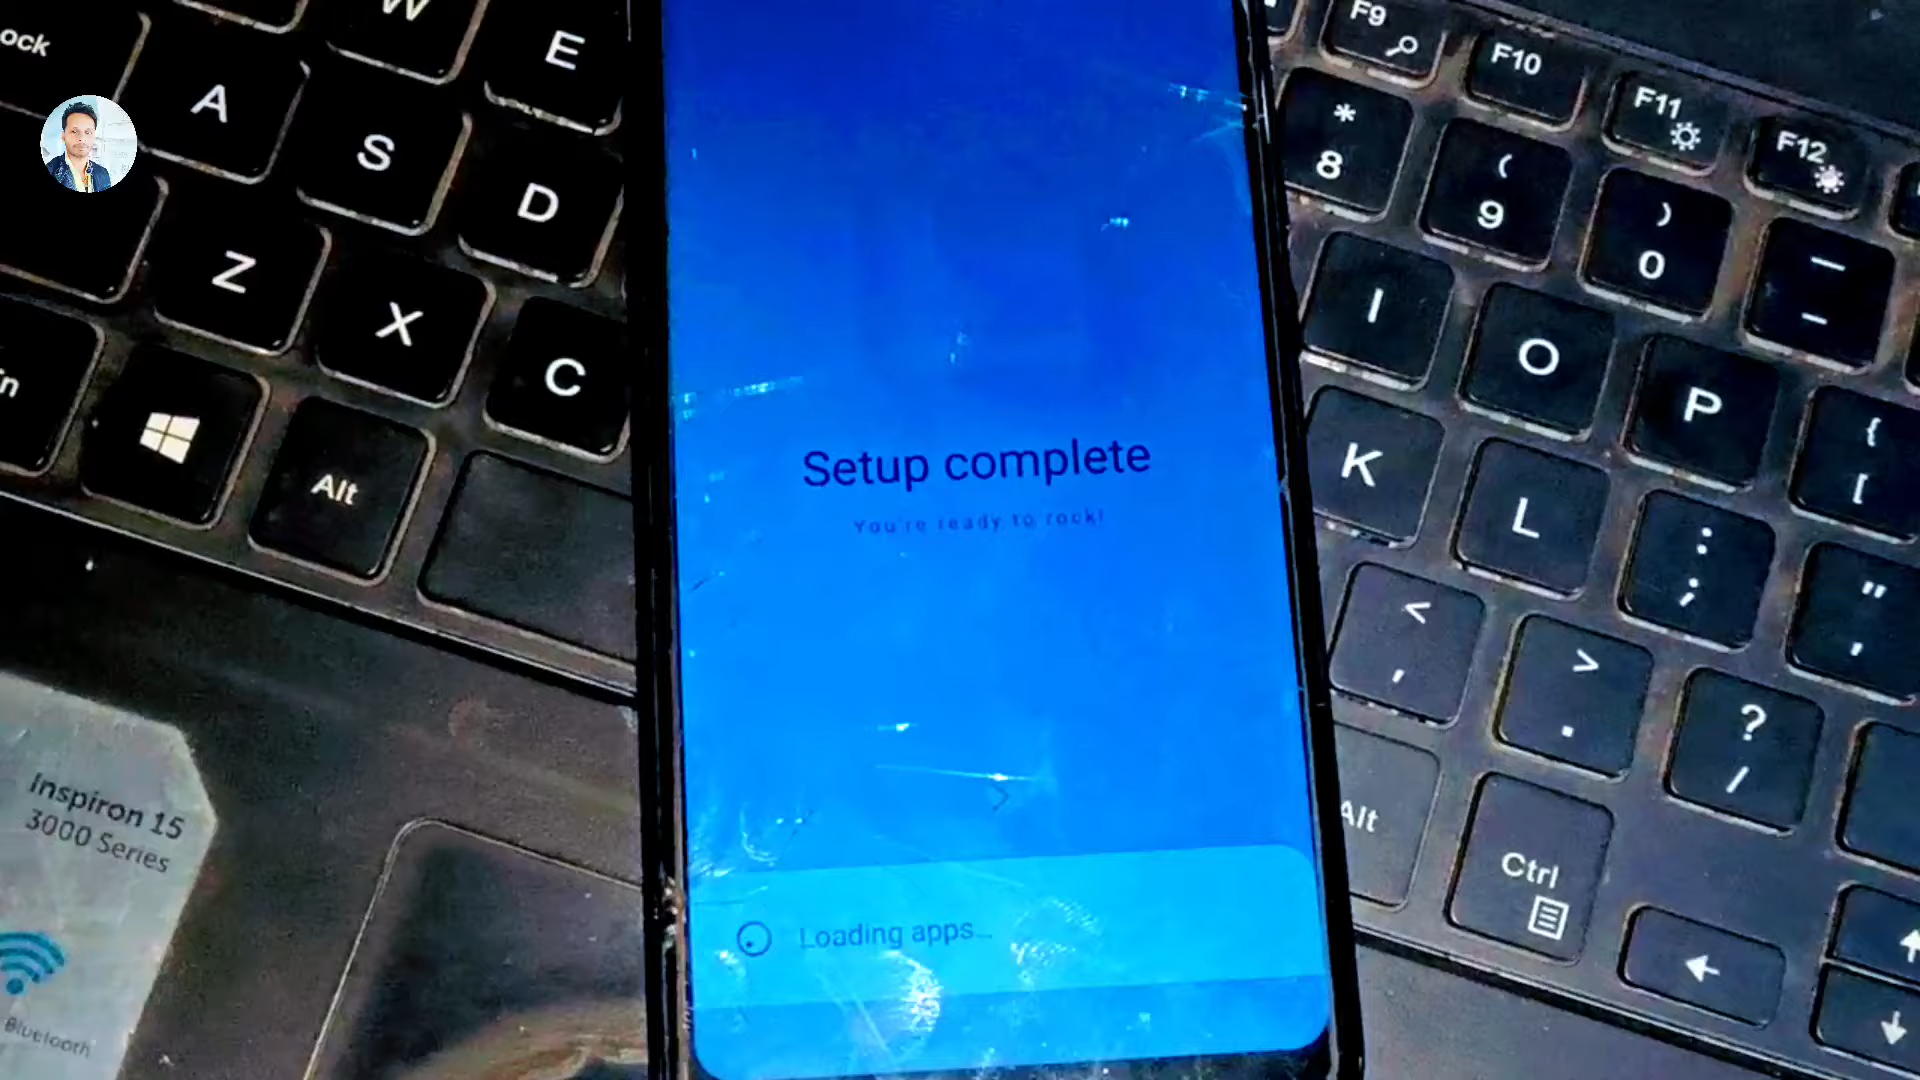 ock
W
E
A
S
D
Z
X
C
Alt
Inspiron 15
3000 Series
Bluetooth
Setup complete
You're ready to rock!
Loading apps...
F9
F10
F11
F12
*
8
(
9
)
0
_
-
I
O
P
{
[
K
L
:
;
"
'
<
,
>
.
?
/
Alt
Ctrl